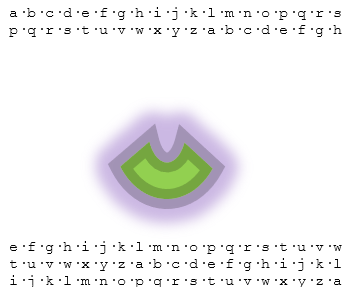 a·b·c·d·e·f·g·h·i·j·k·l·m·n·o·p·q·r·s
p·q·r·s·t·u·v·w·x·y·z·a·b·c·d·e·f·g·h
e·f·g·h·i·j·k·l·m·n·o·p·q·r·s·t·u·v·w
t·u·v·w·x·y·z·a·b·c·d·e·f·g·h·i·j·k·l
i·j·k·l·m·n·o·p·q·r·s·t·u·v·w·x·y·z·a